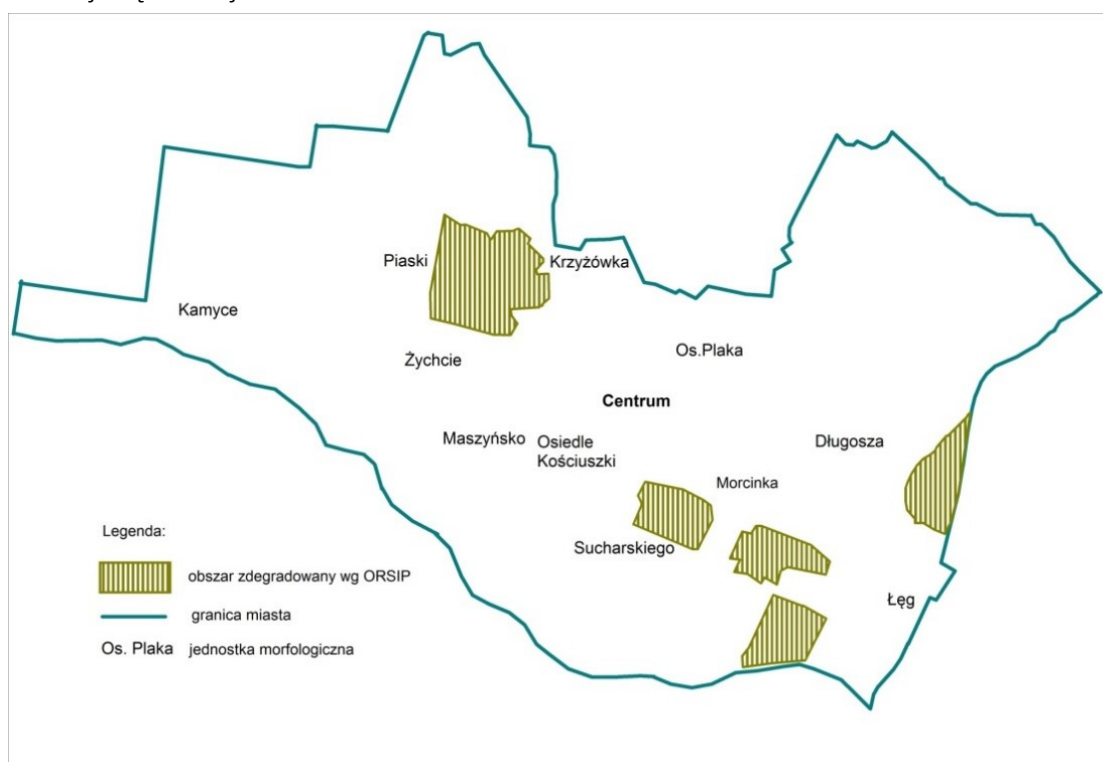 Piaski
Krzyżówka
Kamyce
Żychcie
Os.Plaka
Centrum
Maszyńsko
Osiedle
Kościuszki
Długosza
Morcinka
Sucharskiego
Łęg
Legenda:
obszar zdegradowany wg ORSIP
granica miasta
Os. Plaka jednostka morfologiczna